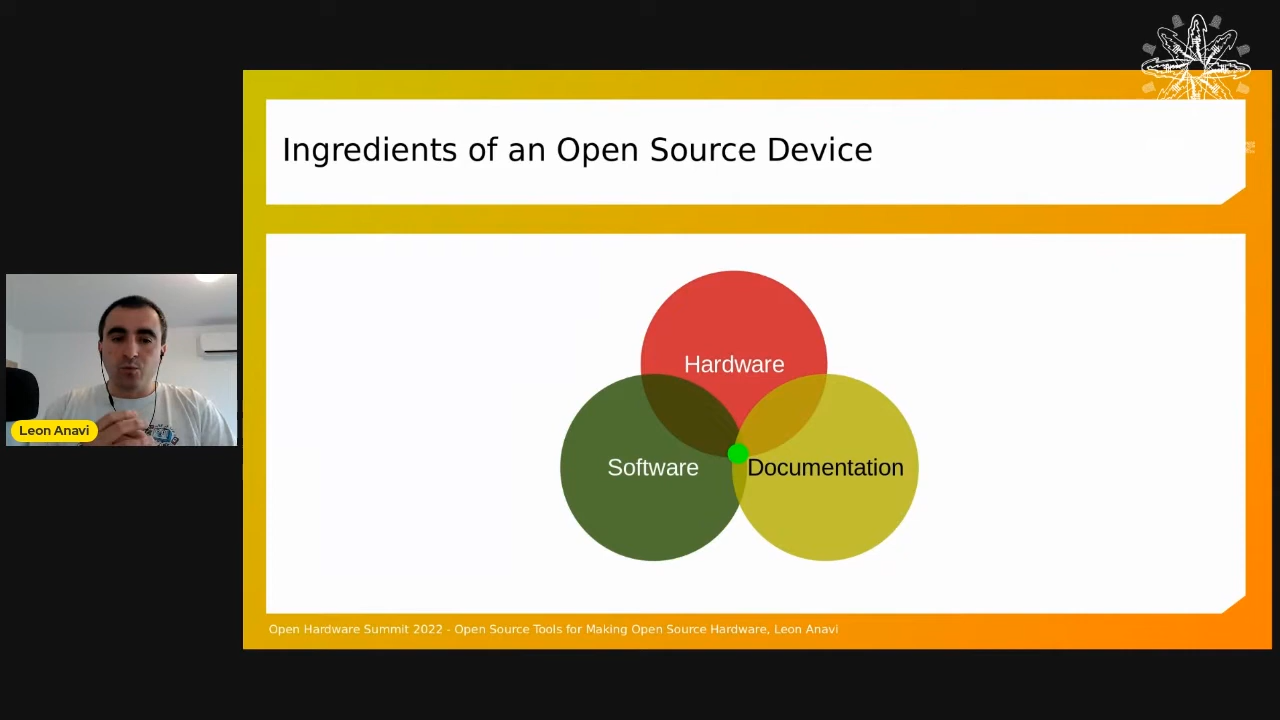 Ingredients of an Open Source Device
Hardware
Software
Documentation
Leon Anavi
Open Hardware Summit 2022 - Open Source Tools for Making Open Source Hardware, Leon Anavi